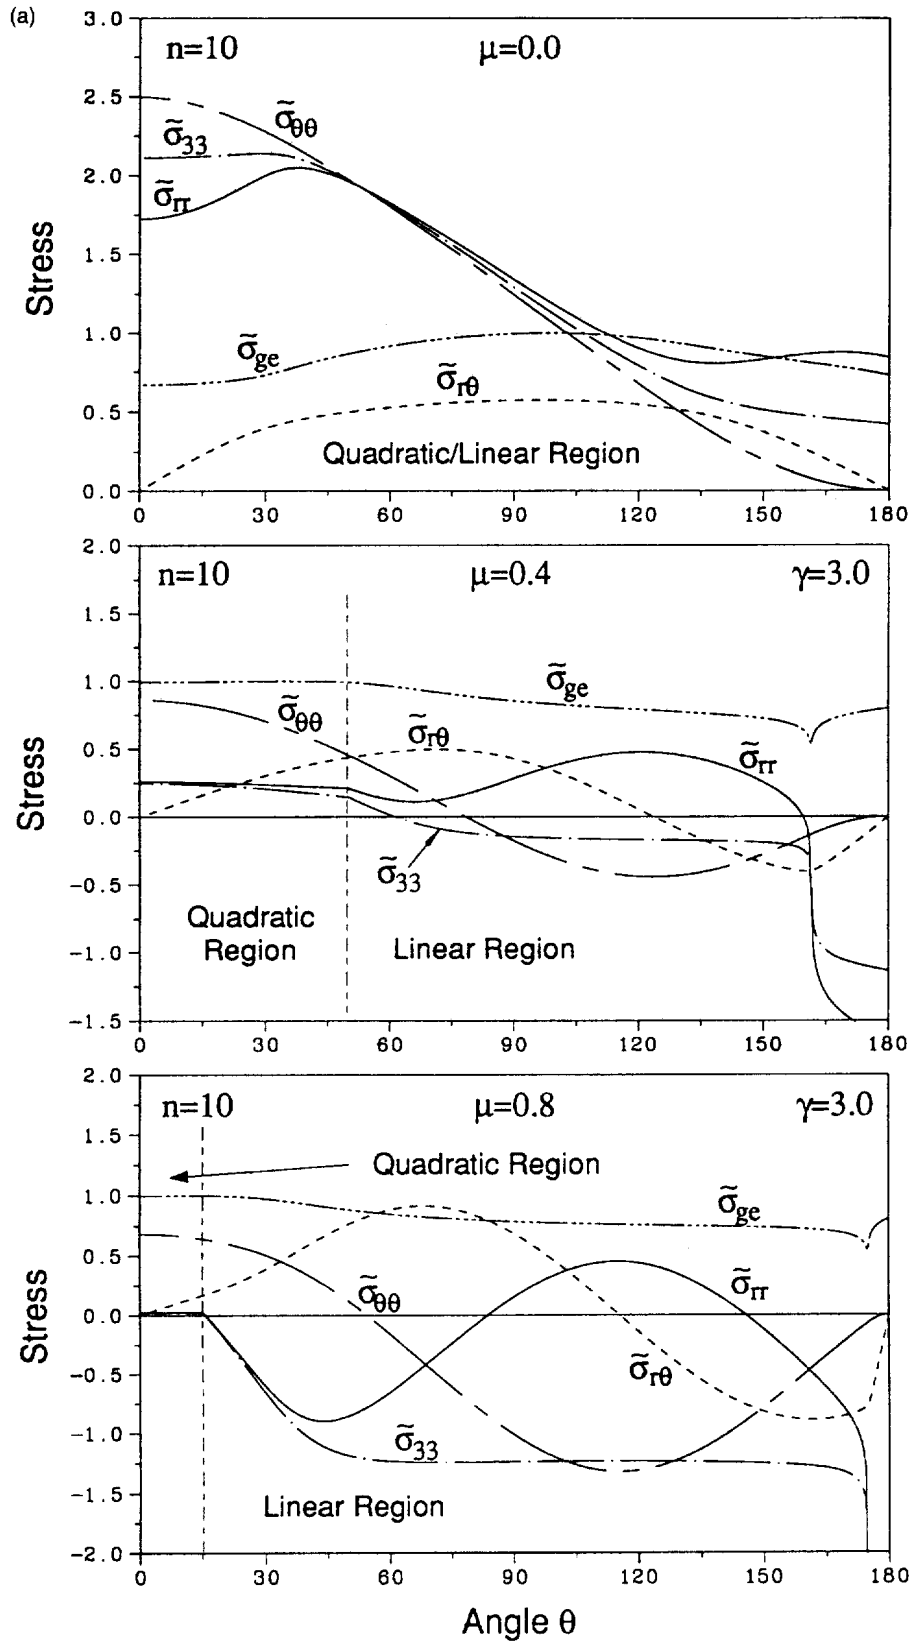 (a)
n=10 μ=0.0
3.0
2.5
2.0
1.5
1.0
0.5
0.0
Stress
σ̃θθ
σ̃33
σ̃rr
σ̃ge
σ̃rθ
Quadratic/Linear Region
0 30 60 90 120 150 180
n=10 μ=0.4 γ=3.0
2.0
1.5
1.0
0.5
0.0
-0.5
-1.0
-1.5
Stress
σ̃ge
σ̃θθ
σ̃rθ
σ̃rr
σ̃33
Quadratic
Region
Linear Region
0 30 60 90 120 150 180
n=10 μ=0.8 γ=3.0
2.0
1.5
1.0
0.5
0.0
-0.5
-1.0
-1.5
-2.0
Stress
Quadratic Region
σ̃ge
σ̃θθ
σ̃rr
σ̃rθ
σ̃33
Linear Region
0 30 60 90 120 150 180
Angle θ